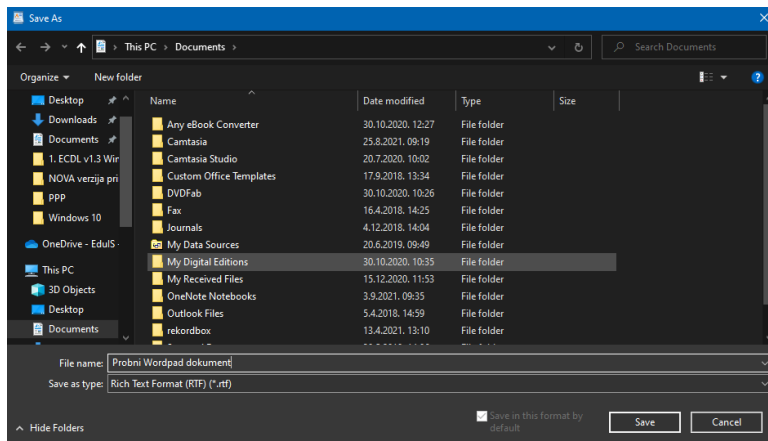 Save As
This PC > Documents >
Search Documents
Organize
New folder
Desktop
Downloads
Documents
1. ECDL v1.3 Wir
NOVA verzija pri
PPP
Windows 10
OneDrive - EduIS -
This PC
3D Objects
Desktop
Documents
Name Date modified Type Size
Any eBook Converter 30.10.2020. 12:27 File folder
Camtasia 25.8.2021. 09:19 File folder
Camtasia Studio 20.7.2020. 10:02 File folder
Custom Office Templates 17.9.2018. 13:34 File folder
DVDFab 30.10.2020. 10:26 File folder
Fax 16.4.2018. 14:25 File folder
Journals 4.12.2018. 14:04 File folder
My Data Sources 20.6.2019. 09:49 File folder
My Digital Editions 30.10.2020. 10:35 File folder
My Received Files 15.12.2020. 11:53 File folder
OneNote Notebooks 3.9.2021. 09:35 File folder
Outlook Files 5.4.2018. 14:59 File folder
rekordbox 13.4.2021. 13:10 File folder
File name: Probni Wordpad dokument
Save as type: Rich Text Format (RTF) (*.rtf)
Save in this format by
default
Hide Folders
Save
Cancel